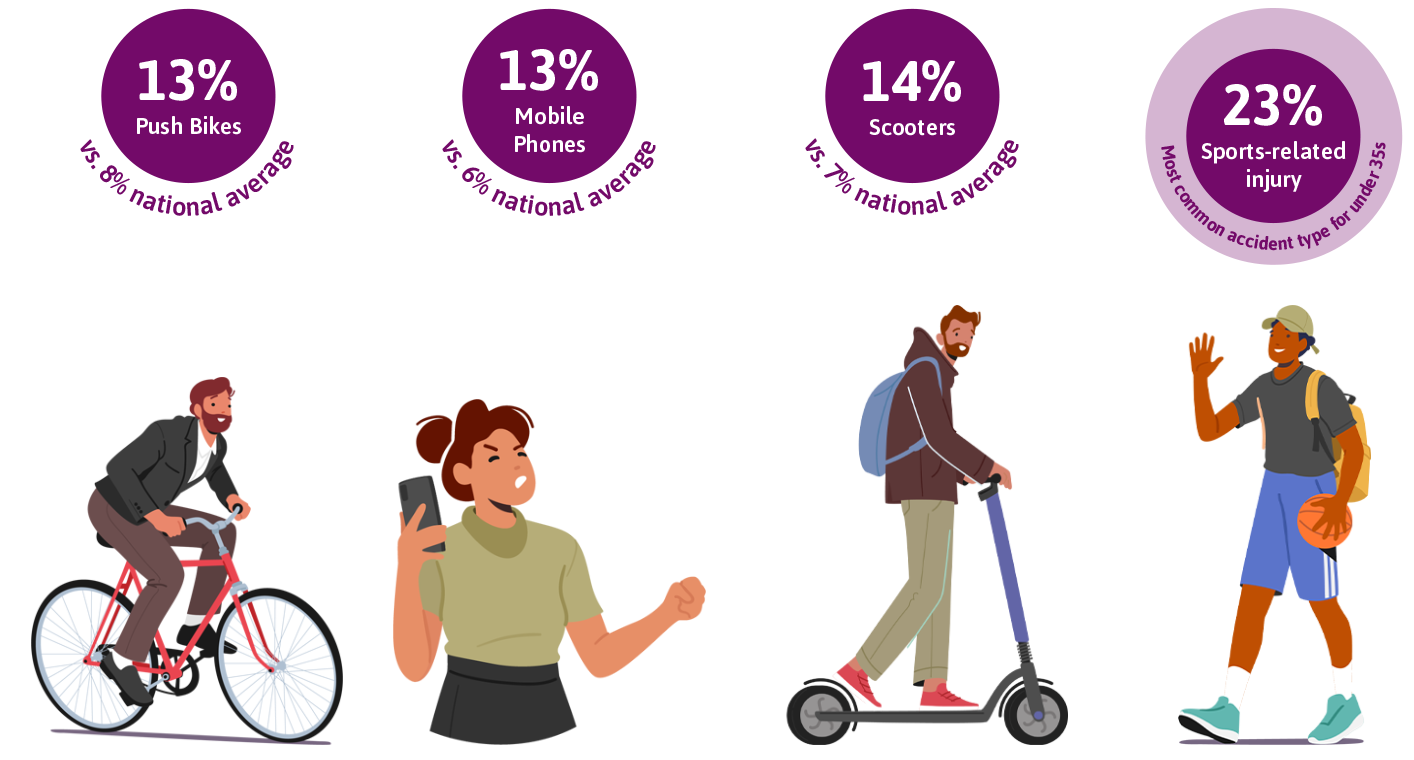 13%
Push Bikes
vs. 8% national average
13%
Mobile
Phones
vs. 6% national average
14%
Scooters
vs. 7% national average
23%
Sports-related
injury
Most common accident type for under 35s